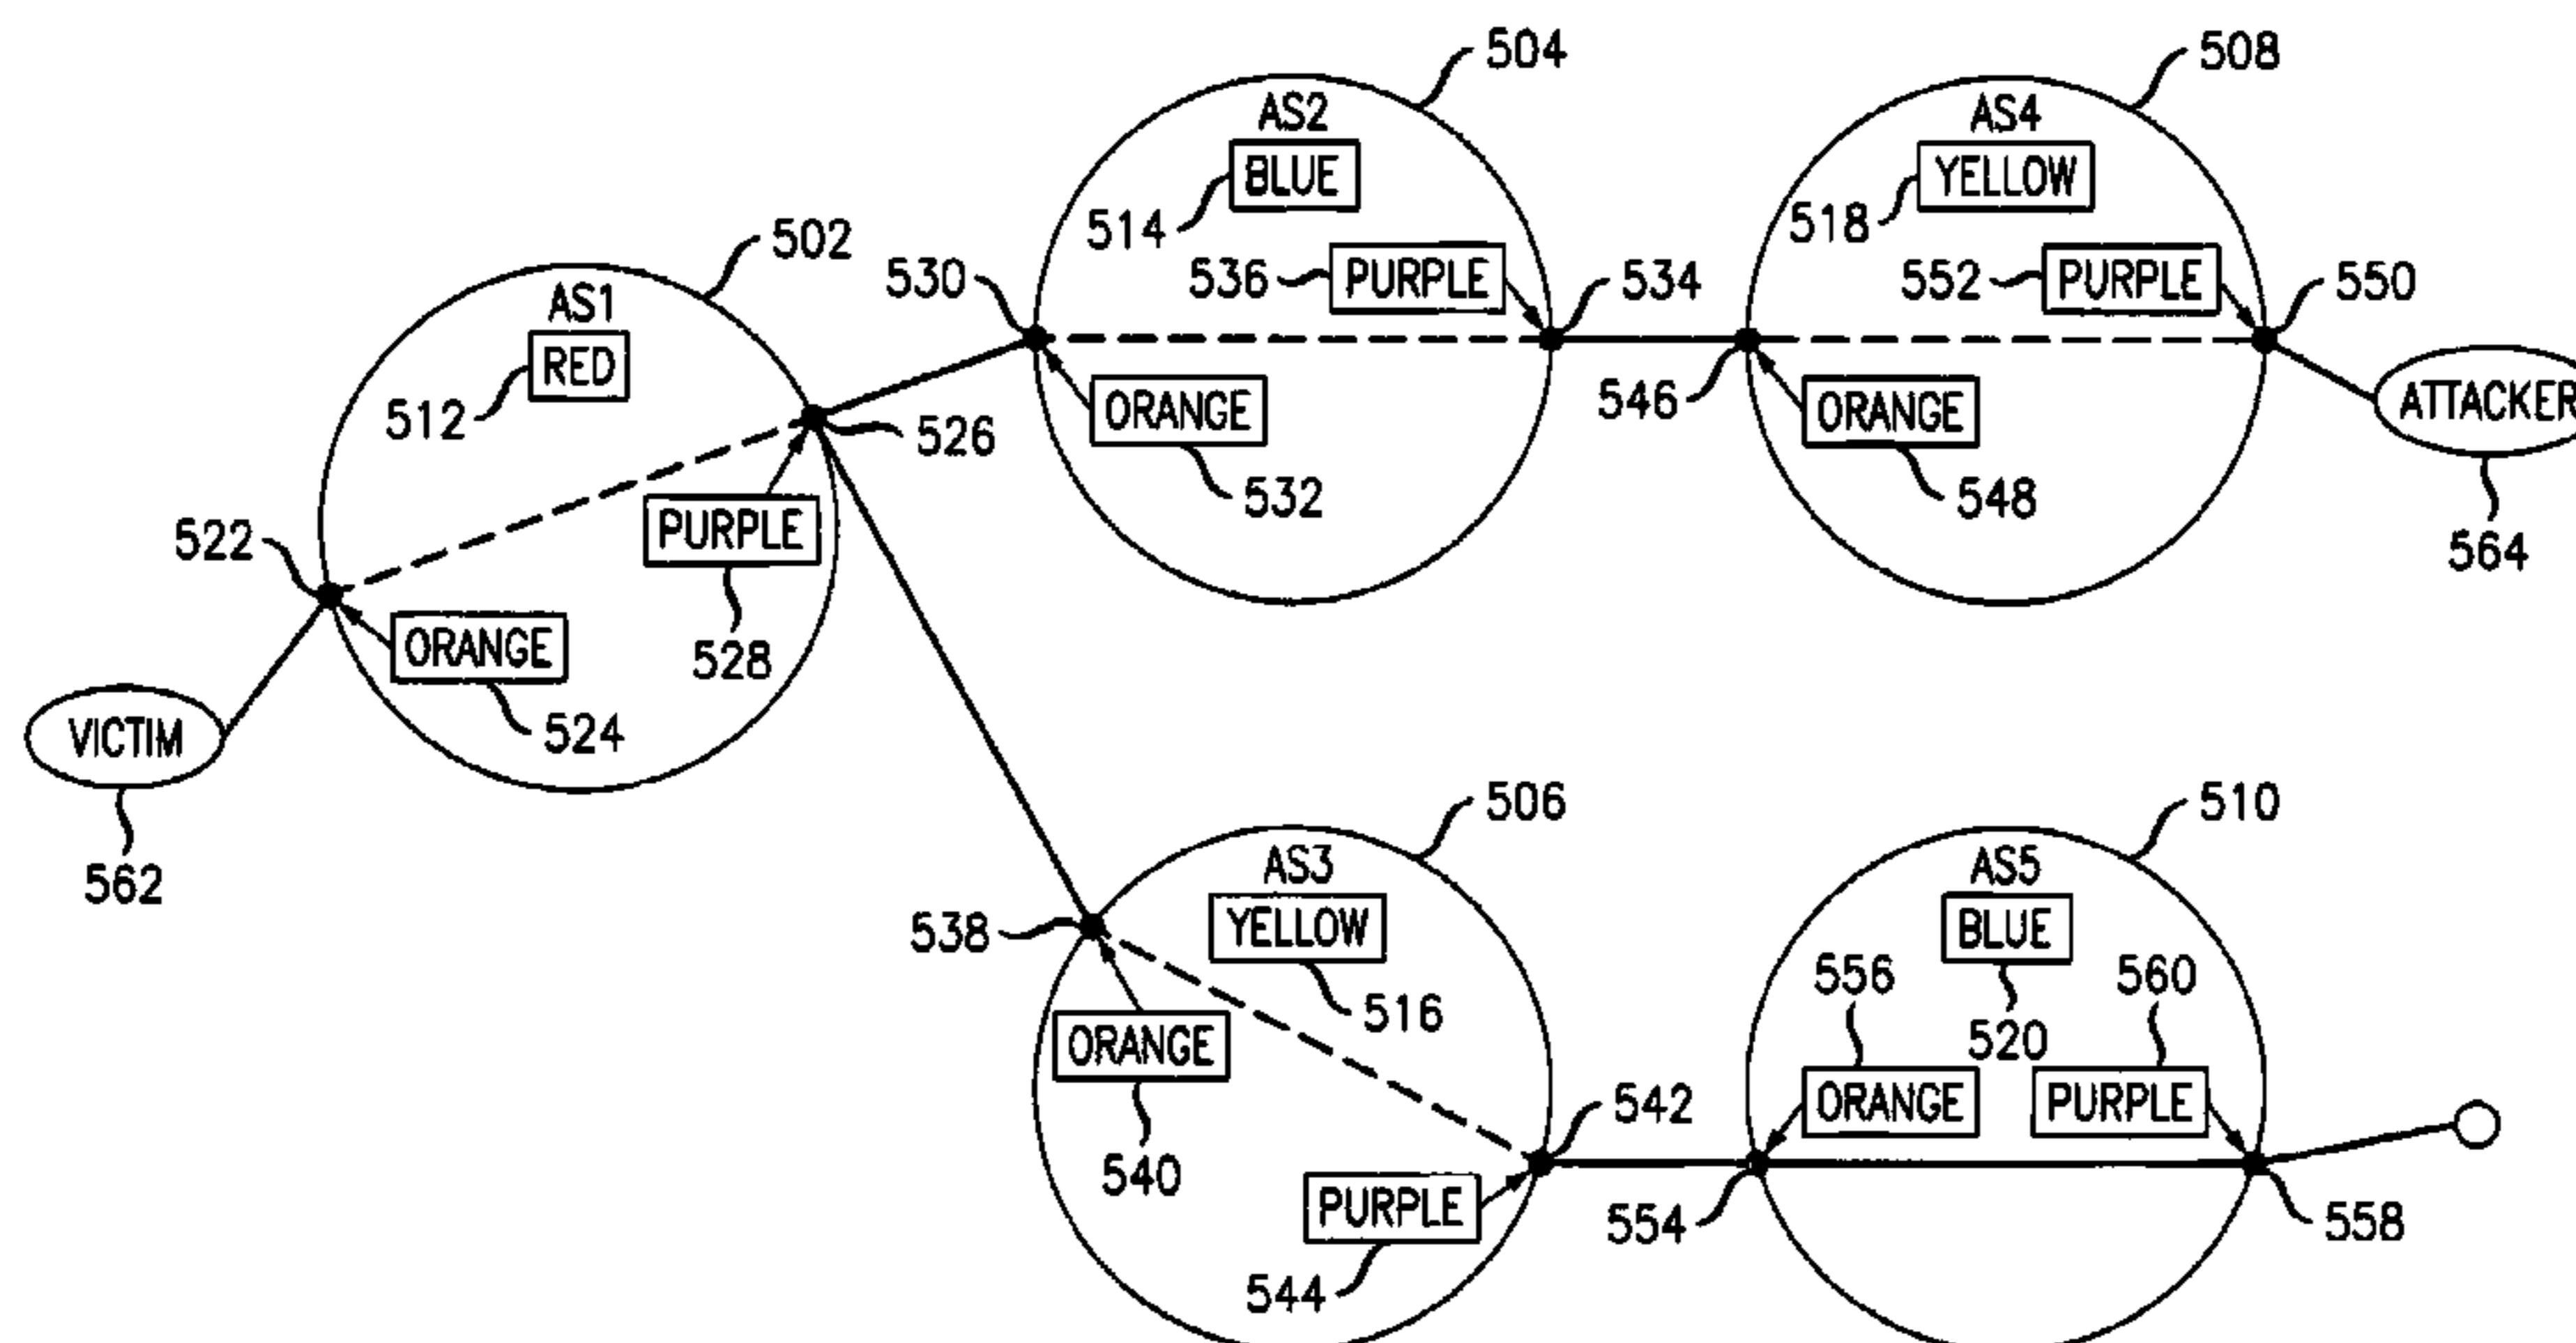 504
508
AS2
AS4
BLUE
YELLOW
514
518
502
530
536
PURPLE
534
552
PURPLE
550
AS1
RED
512
ORANGE
546
ORANGE
ATTACKER
526
532
548
564
522
PURPLE
528
ORANGE
524
VICTIM
562
506
510
AS3
AS5
YELLOW
BLUE
538
516
556
560
520
ORANGE
540
542
ORANGE
PURPLE
PURPLE
544
554
558